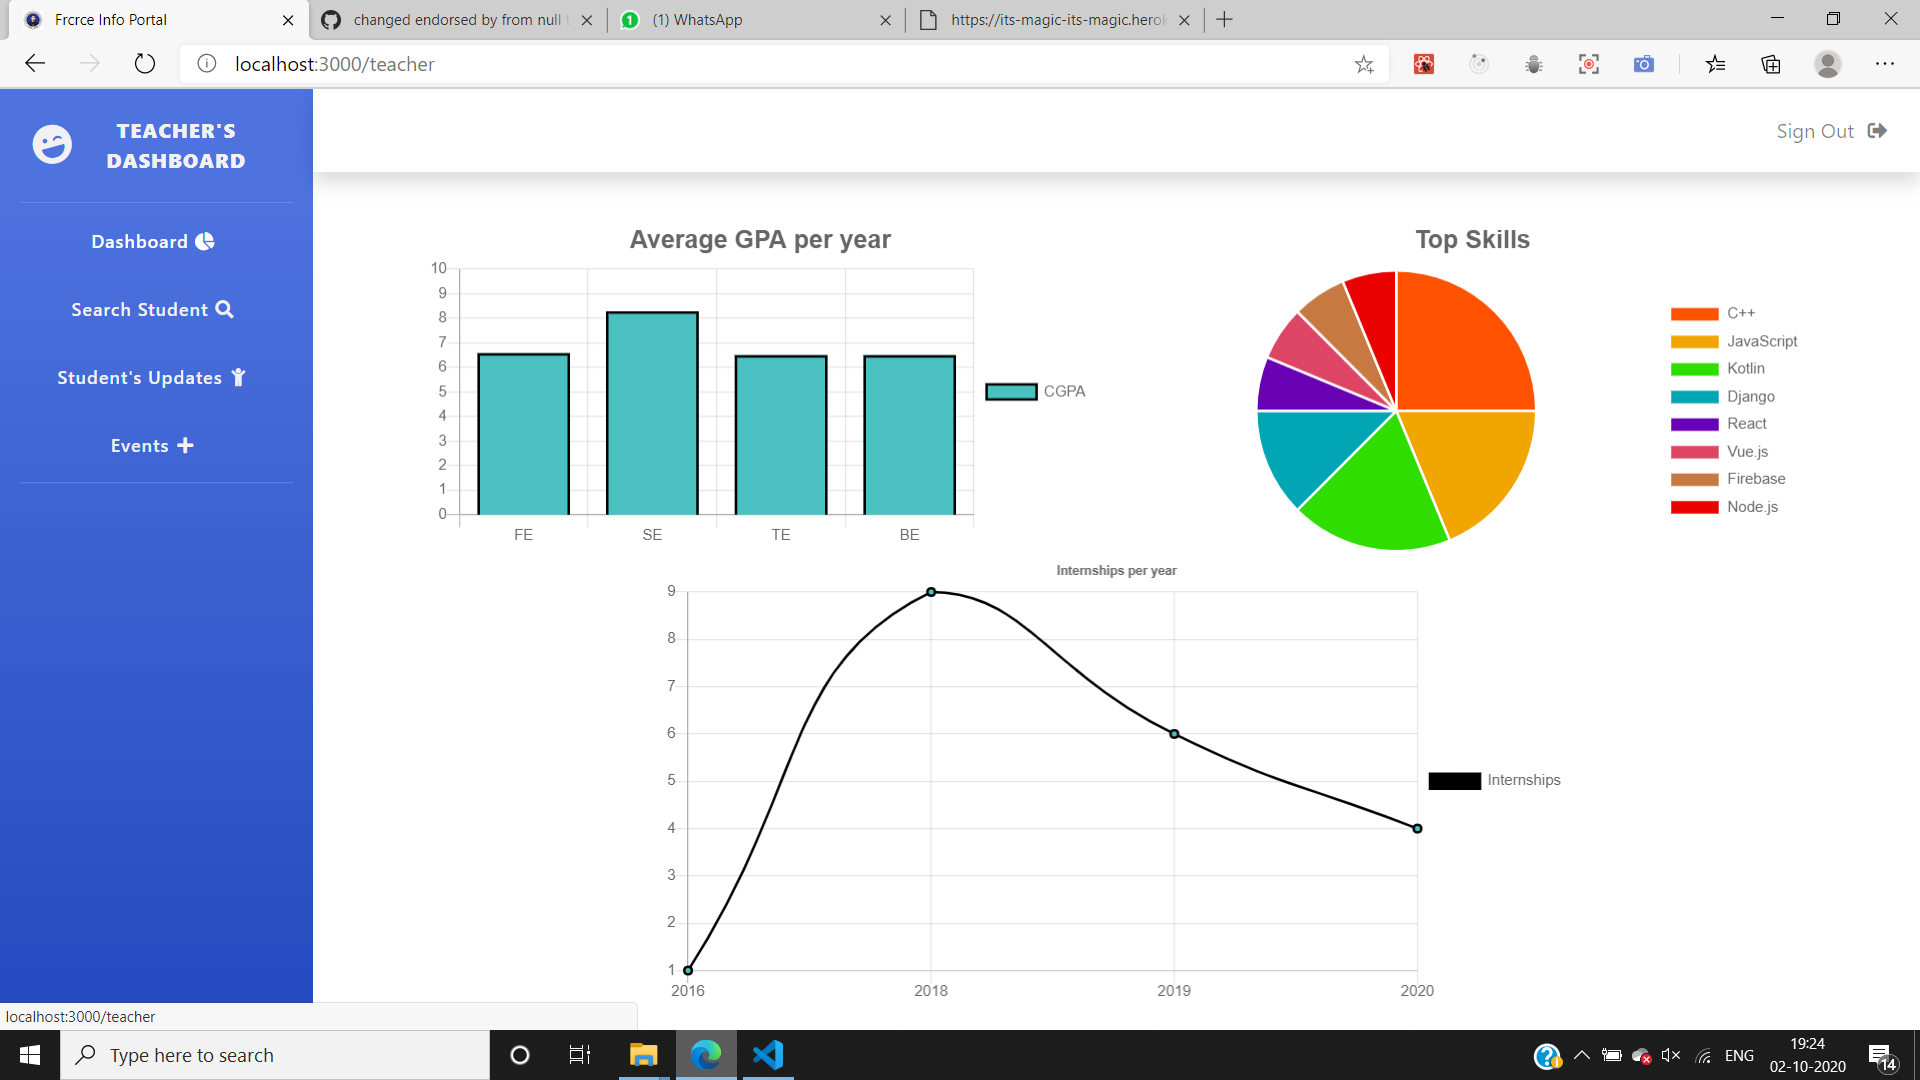 Frcrce Info Portal
changed endorsed by from null t
(1) WhatsApp
https://its-magic-its-magic.herok
localhost:3000/teacher
TEACHER'S
DASHBOARD
Sign Out
Dashboard
Search Student
Student's Updates
Events
Average GPA per year
10
9
8
7
6
5
4
3
2
1
0
FE SE TE BE
CGPA
Top Skills
C++
JavaScript
Kotlin
Django
React
Vue.js
Firebase
Node.js
Internships per year
9
8
7
6
5
4
3
2
1
2016 2018 2019 2020
Internships
localhost:3000/teacher
Type here to search
ENG
19:24
02-10-2020
14